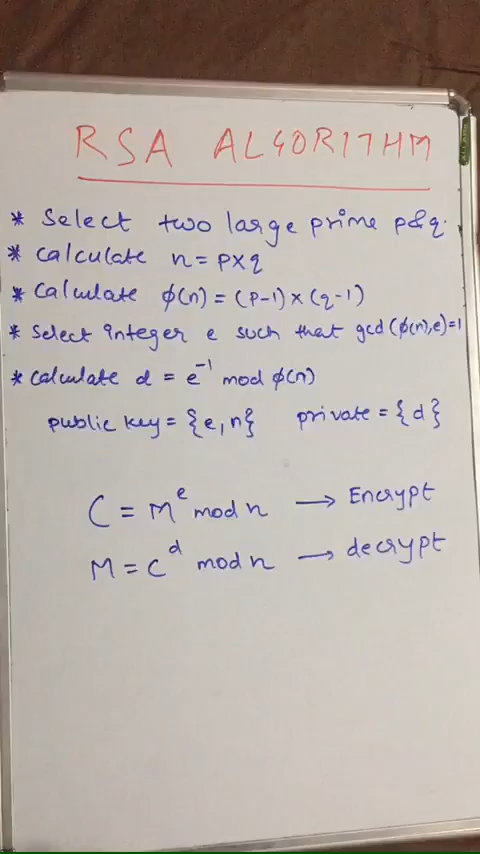 RSA ALGORITHM
* Select two large prime p&q.
* Calculate n = p×q
* Calculate ϕ(n) = (p-1) × (q-1)
* Select integer e such that gcd(ϕ(n),e)=1
* Calculate d = e⁻¹ mod ϕ(n)
public key = {e,n} private = {d}
C = Mᵉ mod n → Encrypt
M = Cᵈ mod n → decrypt